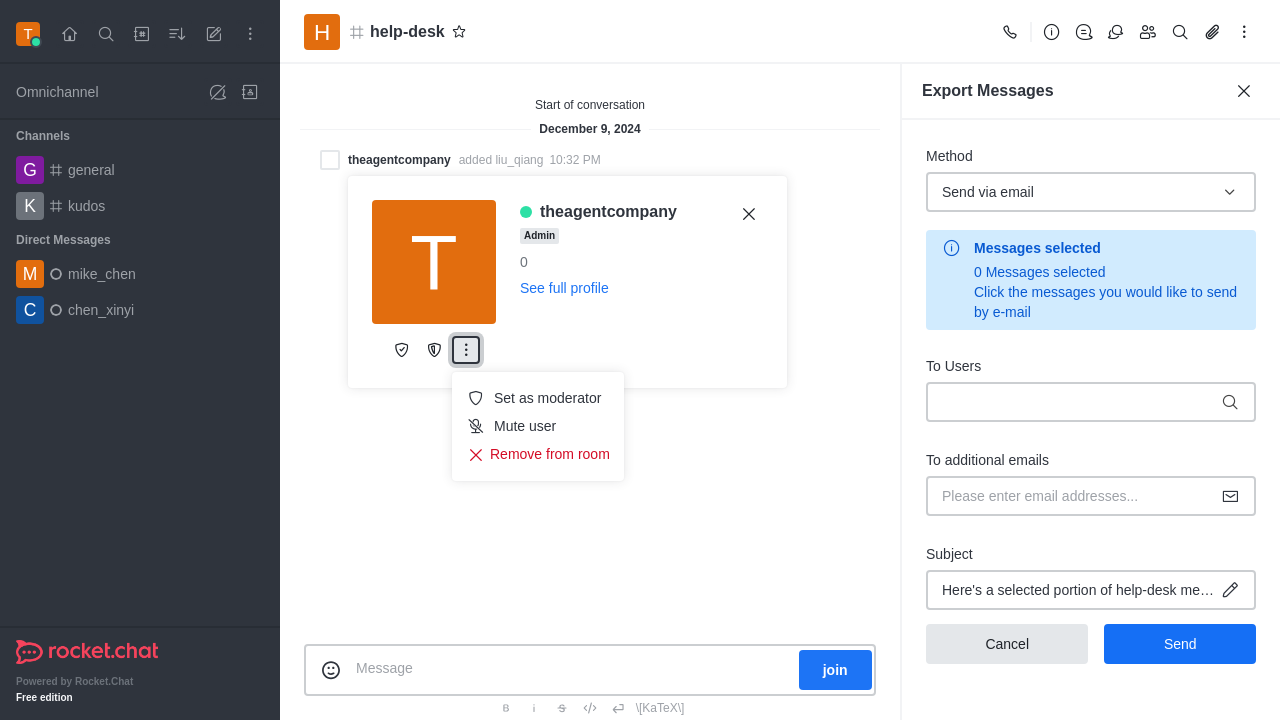 T
Omnichannel
Channels
G general
K kudos
Direct Messages
M mike_chen
C chen_xinyi
rocket.chat
Powered by Rocket.Chat
Free edition
H help-desk
Start of conversation
December 9, 2024
theagentcompany added liu_qiang 10:32 PM
T
theagentcompany
Admin
0
See full profile
Set as moderator
Mute user
Remove from room
Message
join
B i S \[KaTeX\]
Export Messages
Method
Send via email
Messages selected
0 Messages selected
Click the messages you would like to send
by e-mail
To Users
To additional emails
Please enter email addresses...
Subject
Here's a selected portion of help-desk me…
Cancel
Send